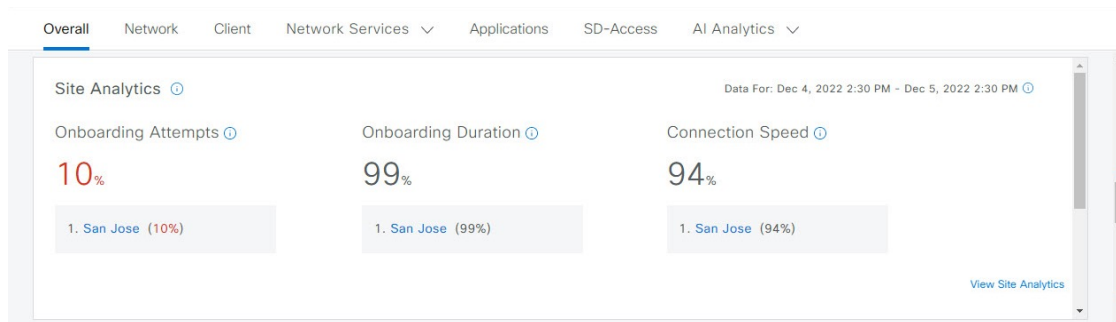 Overall Network Client Network Services Applications SD-Access AI Analytics
Site Analytics
Data For: Dec 4, 2022 2:30 PM - Dec 5, 2022 2:30 PM
Onboarding Attempts Onboarding Duration Connection Speed
10% 99% 94%
1. San Jose (10%) 1. San Jose (99%) 1. San Jose (94%)
View Site Analytics